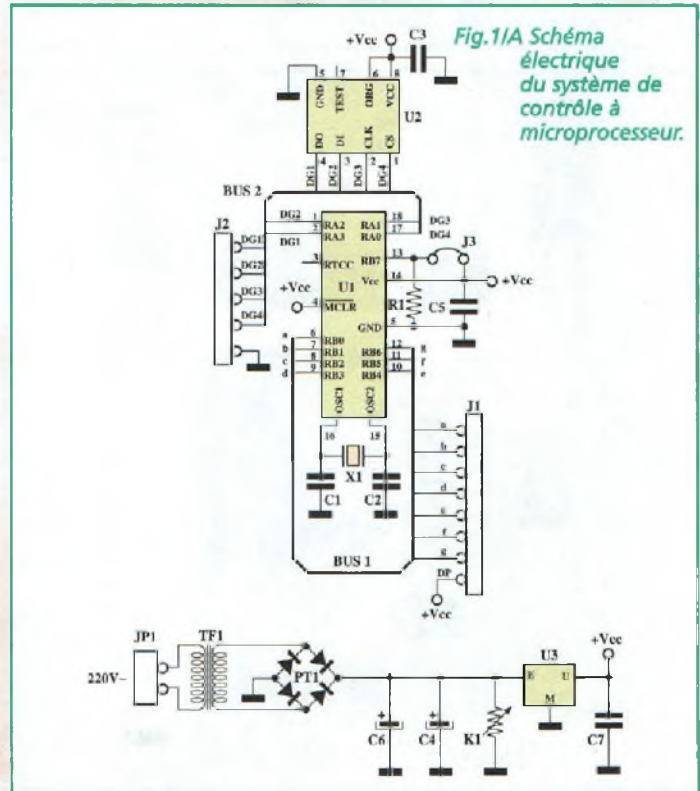 Fig.1/A Schéma
électrique
du système de
contrôle à
microprocesseur.
+Vcc
C3
5 7 6 8
GND TEST ORG VCC
U2
DO DI CLK CS
4 3 2 1
DG1 DG2 DG3 DG4
BUS 2
J2
DG1
DG2
DG3
DG4
DG2 1 RA2 RA1 18 DG3
DG1 2 RA3 RA0 17 DG4
3 RTCC RB7 13 J3
U1 Vcc 14 +Vcc
+Vcc 4 MCLR R1 C5
GND 5
a 6 RB0 RB6 12 g
b 7 RB1 RB5 11 f
c 8 RB2 RB4 10 e
d 9 RB3
OSC1 OSC2
16 15
X1
C1 C2
BUS 1
J1
a
b
c
d
e
f
g
DP
+Vcc
JP1 TF1 U3 +Vcc
220V~ PT1 E U
M
C6 C4 K1 C7
+ +